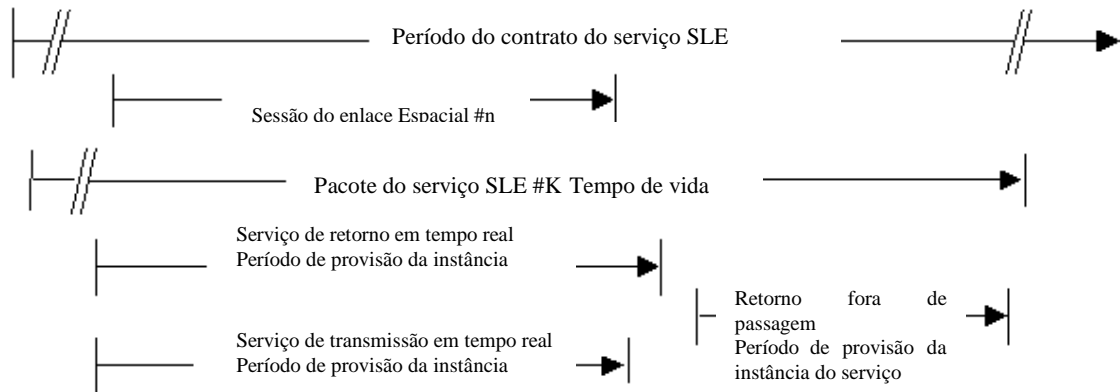 Período do contrato do serviço SLE
Sessão do enlace Espacial #n
Pacote do serviço SLE #K Tempo de vida
Serviço de retorno em tempo real
Período de provisão da instância
Retorno fora de
passagem
Período de provisão da
instância do serviço
Serviço de transmissão em tempo real
Período de provisão da instância